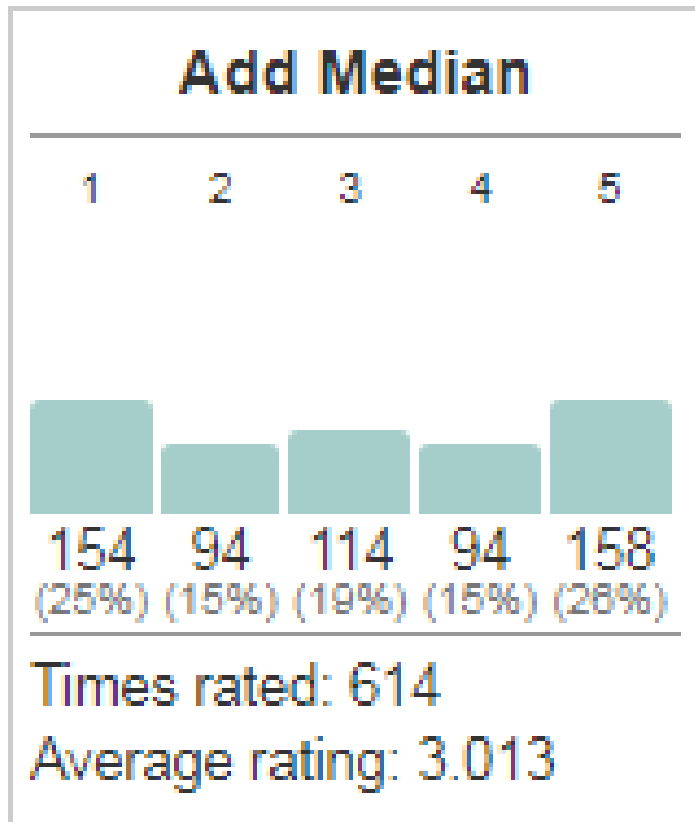 Add Median
1 2 3 4 5
154 94 114 94 158
(25%) (15%) (19%) (15%) (26%)
Times rated: 614
Average rating: 3.013